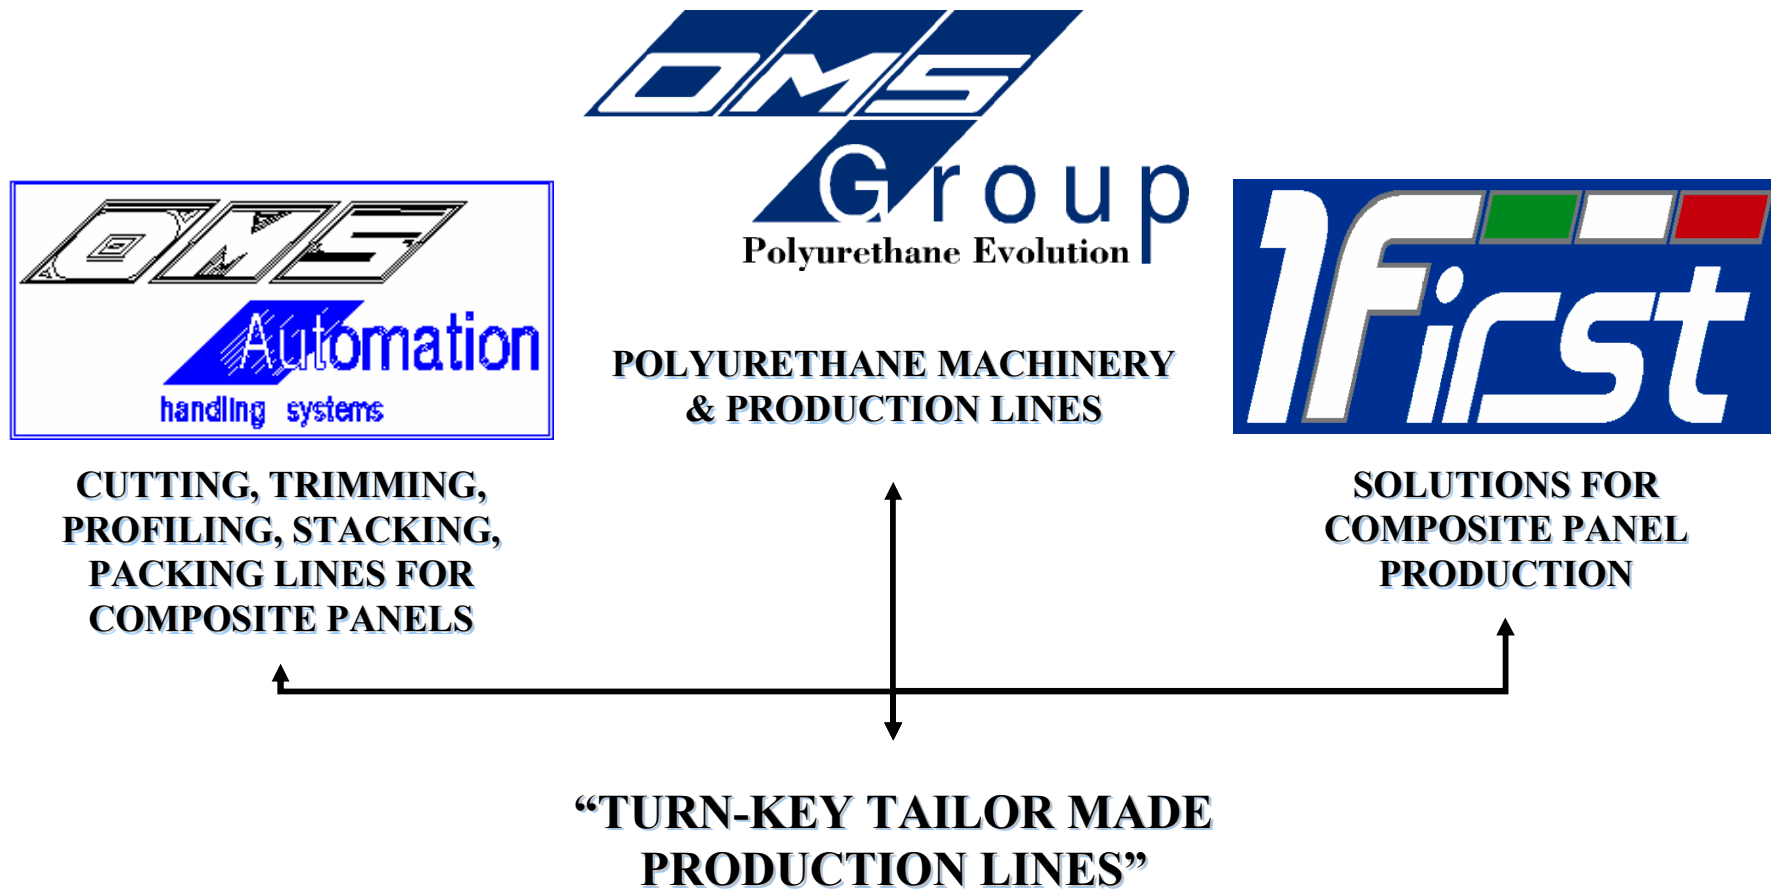 OMS
Group
Polyurethane Evolution
POLYURETHANE MACHINERY
& PRODUCTION LINES
OMS
Automation
handling systems
CUTTING, TRIMMING,
PROFILING, STACKING,
PACKING LINES FOR
COMPOSITE PANELS
1First
SOLUTIONS FOR
COMPOSITE PANEL
PRODUCTION
“TURN-KEY TAILOR MADE
PRODUCTION LINES”